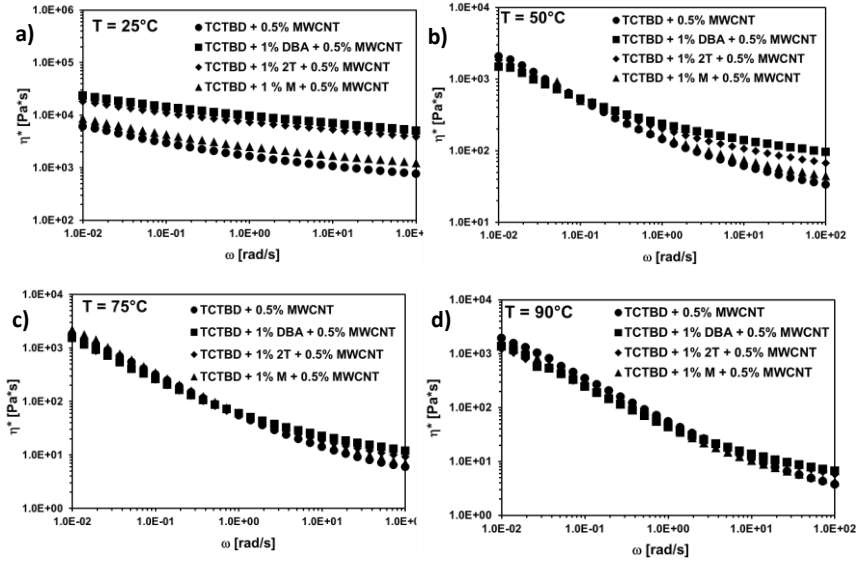 a)
T = 25°C
TCTBD + 0.5% MWCNT
TCTBD + 1% DBA + 0.5% MWCNT
TCTBD + 1% 2T + 0.5% MWCNT
TCTBD + 1% M + 0.5% MWCNT
1.0E+06
1.0E+05
1.0E+04
1.0E+03
1.0E+02
η* [Pa*s]
1.0E-02 1.0E-01 1.0E+00 1.0E+01
ω [rad/s]
b)
T = 50°C
TCTBD + 0.5% MWCNT
TCTBD + 1% DBA + 0.5% MWCNT
TCTBD + 1% 2T + 0.5% MWCNT
TCTBD + 1% M + 0.5% MWCNT
1.0E+04
1.0E+03
1.0E+02
1.0E+01
η* [Pa*s]
1.0E-02 1.0E-01 1.0E+00 1.0E+01 1.0E+02
ω [rad/s]
c)
T = 75°C
TCTBD + 0.5% MWCNT
TCTBD + 1% DBA + 0.5% MWCNT
TCTBD + 1% 2T + 0.5% MWCNT
TCTBD + 1% M + 0.5% MWCNT
1.0E+04
1.0E+03
1.0E+02
1.0E+01
1.0E+00
η* [Pa*s]
1.0E-02 1.0E-01 1.0E+00 1.0E+01
ω [rad/s]
d)
T = 90°C
TCTBD + 0.5% MWCNT
TCTBD + 1% DBA + 0.5% MWCNT
TCTBD + 1% 2T + 0.5% MWCNT
TCTBD + 1% M + 0.5% MWCNT
1.0E+04
1.0E+03
1.0E+02
1.0E+01
1.0E+00
η* [Pa*s]
1.0E-02 1.0E-01 1.0E+00 1.0E+01 1.0E+02
ω [rad/s]